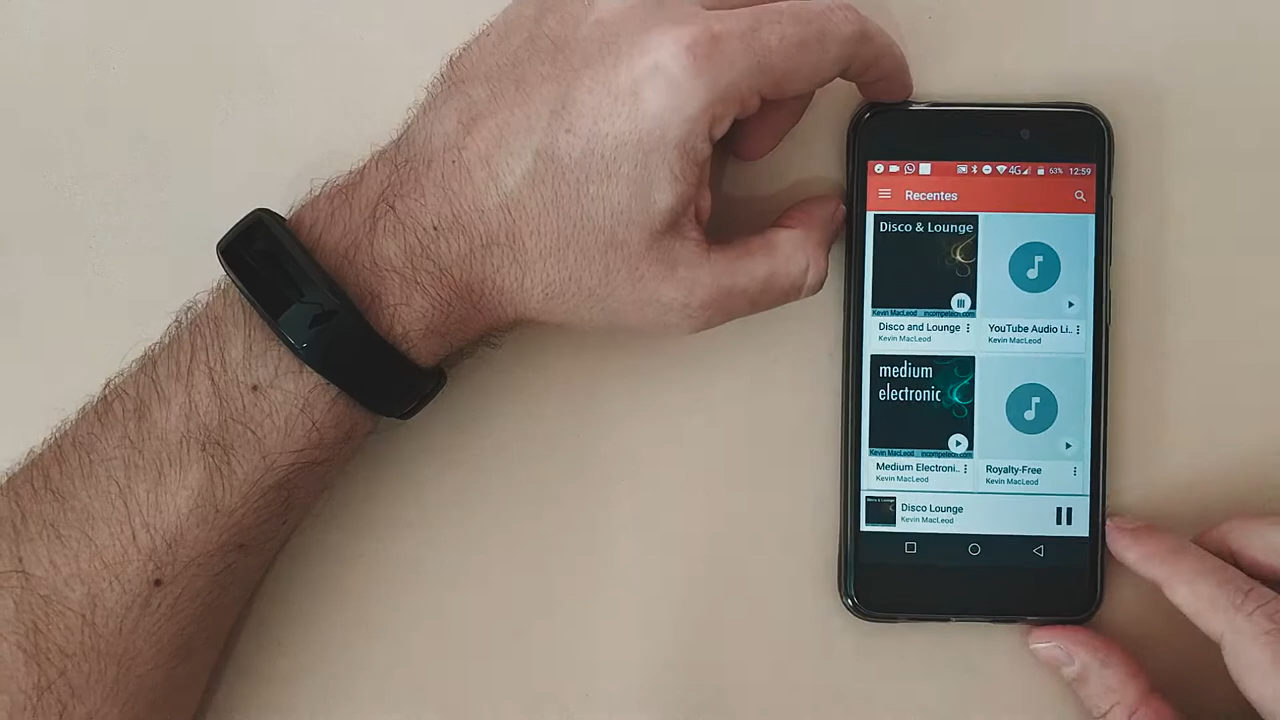 4G 63% 12:59
Recentes
Disco & Lounge
Kevin MacLeod incompetech.com
Disco and Lounge
Kevin MacLeod
YouTube Audio Li..
Kevin MacLeod
medium
electronic
Kevin MacLeod incompetech.com
Medium Electroni..
Kevin MacLeod
Royalty-Free
Kevin MacLeod
Disco Lounge
Kevin MacLeod